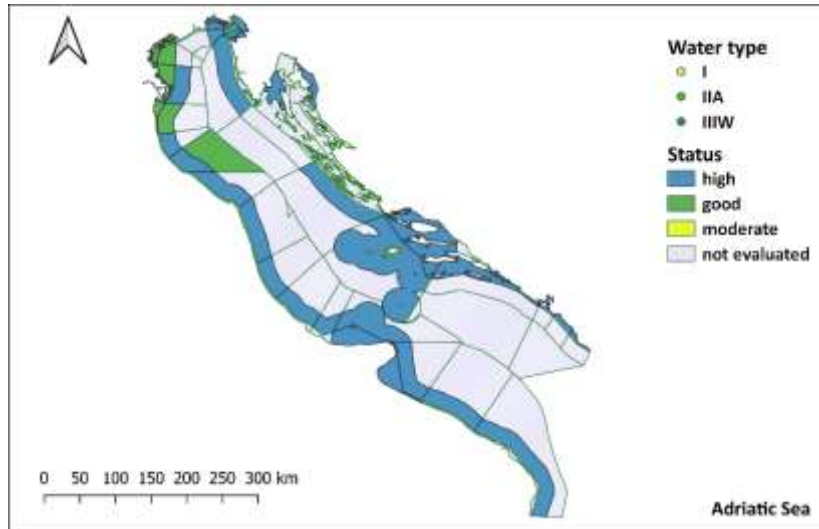 Water type
I
IIA
IIIW
Status
high
good
moderate
not evaluated
0 50 100 150 200 250 300 km
Adriatic Sea